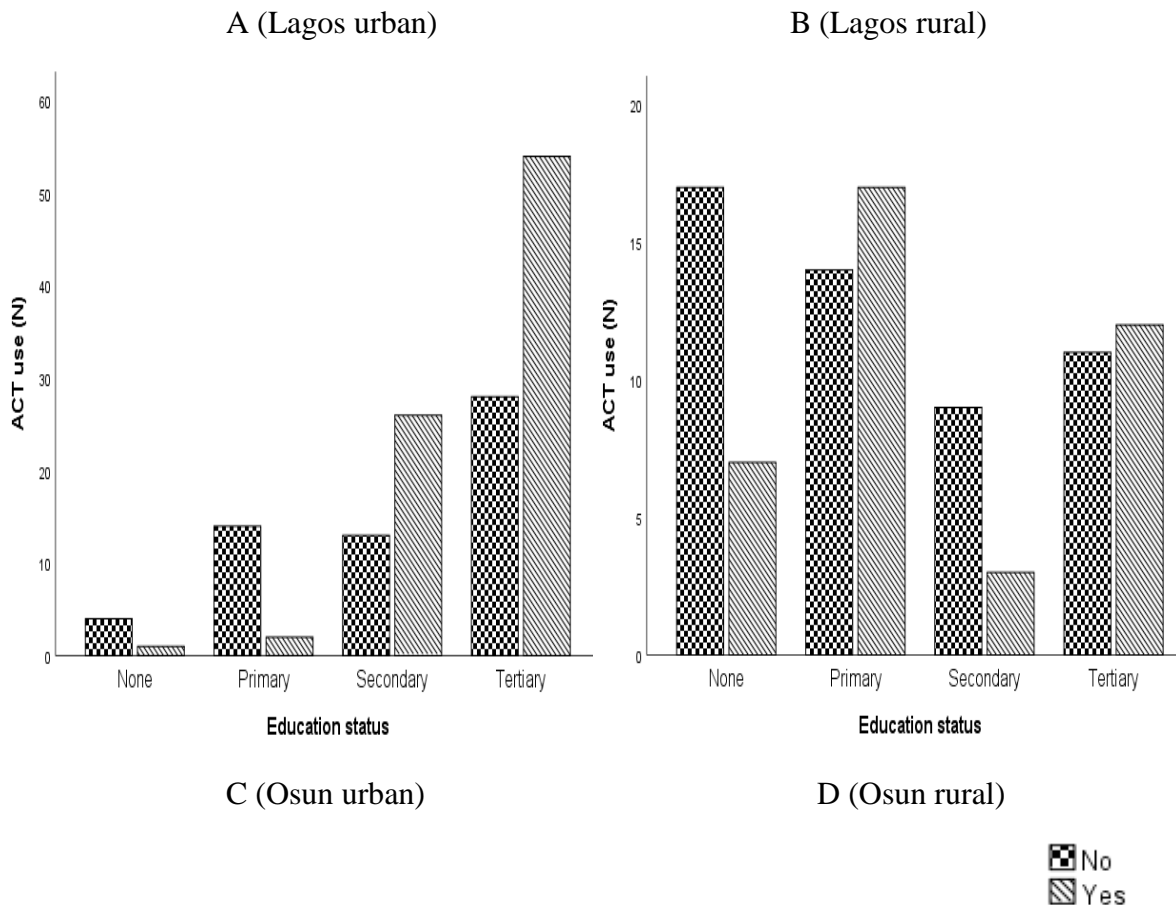 A (Lagos urban)
B (Lagos rural)
60
50
40
30
20
10
0
ACT use (N)
None Primary Secondary Tertiary
Education status
20
15
10
5
0
ACT use (N)
None Primary Secondary Tertiary
Education status
C (Osun urban)
D (Osun rural)
No
Yes